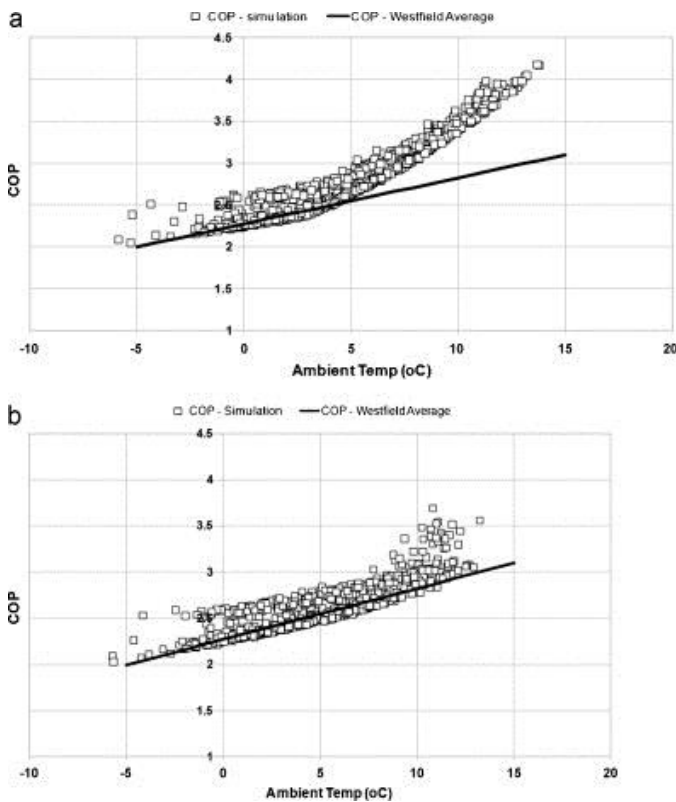 a
COP - simulation COP - Westfield Average
4.5
4
3.5
3
2.5
2
1.5
1
COP
-10 -5 0 5 10 15 20
Ambient Temp (oC)
b
COP - Simulation COP - Westfield Average
4.5
4
3.5
3
2.5
2
1.5
1
COP
-10 -5 0 5 10 15 20
Ambient Temp (oC)